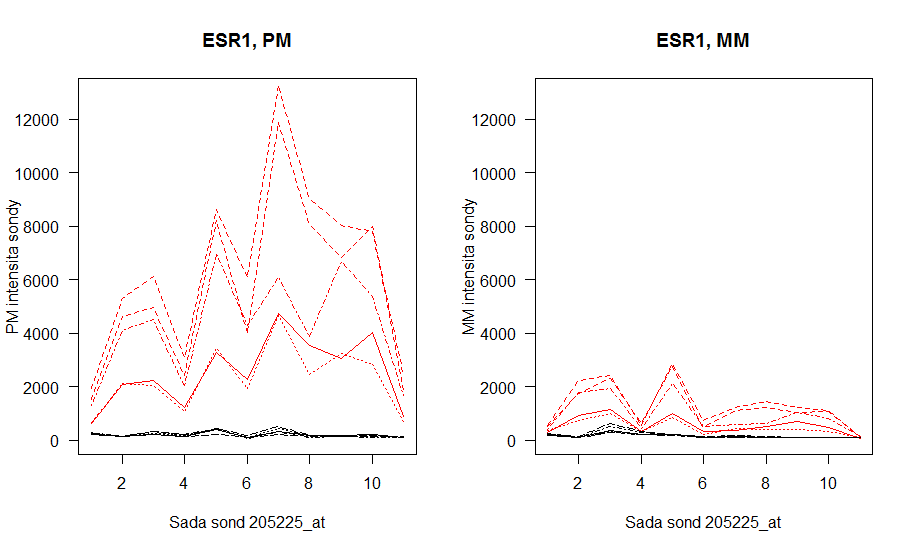 ESR1, PM
PM intensita sondy
12000
10000
8000
6000
4000
2000
0
2 4 6 8 10
Sada sond 205225_at
ESR1, MM
MM intensita sondy
12000
10000
8000
6000
4000
2000
0
2 4 6 8 10
Sada sond 205225_at